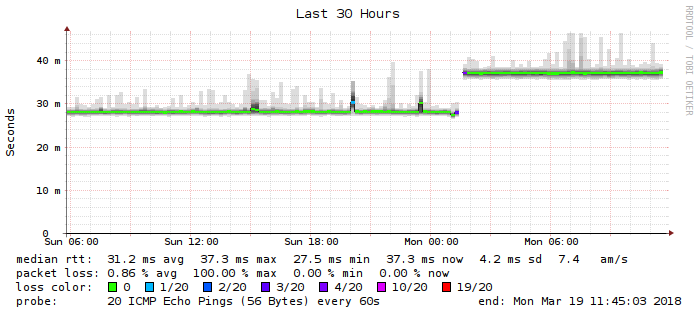 Last 30 Hours
RRDTOOL / TOBI OETIKER
Seconds
40 m
30 m
20 m
10 m
0
Sun 06:00 Sun 12:00 Sun 18:00 Mon 00:00 Mon 06:00
median rtt: 31.2 ms avg 37.3 ms max 27.5 ms min 37.3 ms now 4.2 ms sd 7.4 am/s
packet loss: 0.86 % avg 100.00 % max 0.00 % min 0.00 % now
loss color: 0 1/20 2/20 3/20 4/20 10/20 19/20
probe: 20 ICMP Echo Pings (56 Bytes) every 60s end: Mon Mar 19 11:45:03 2018